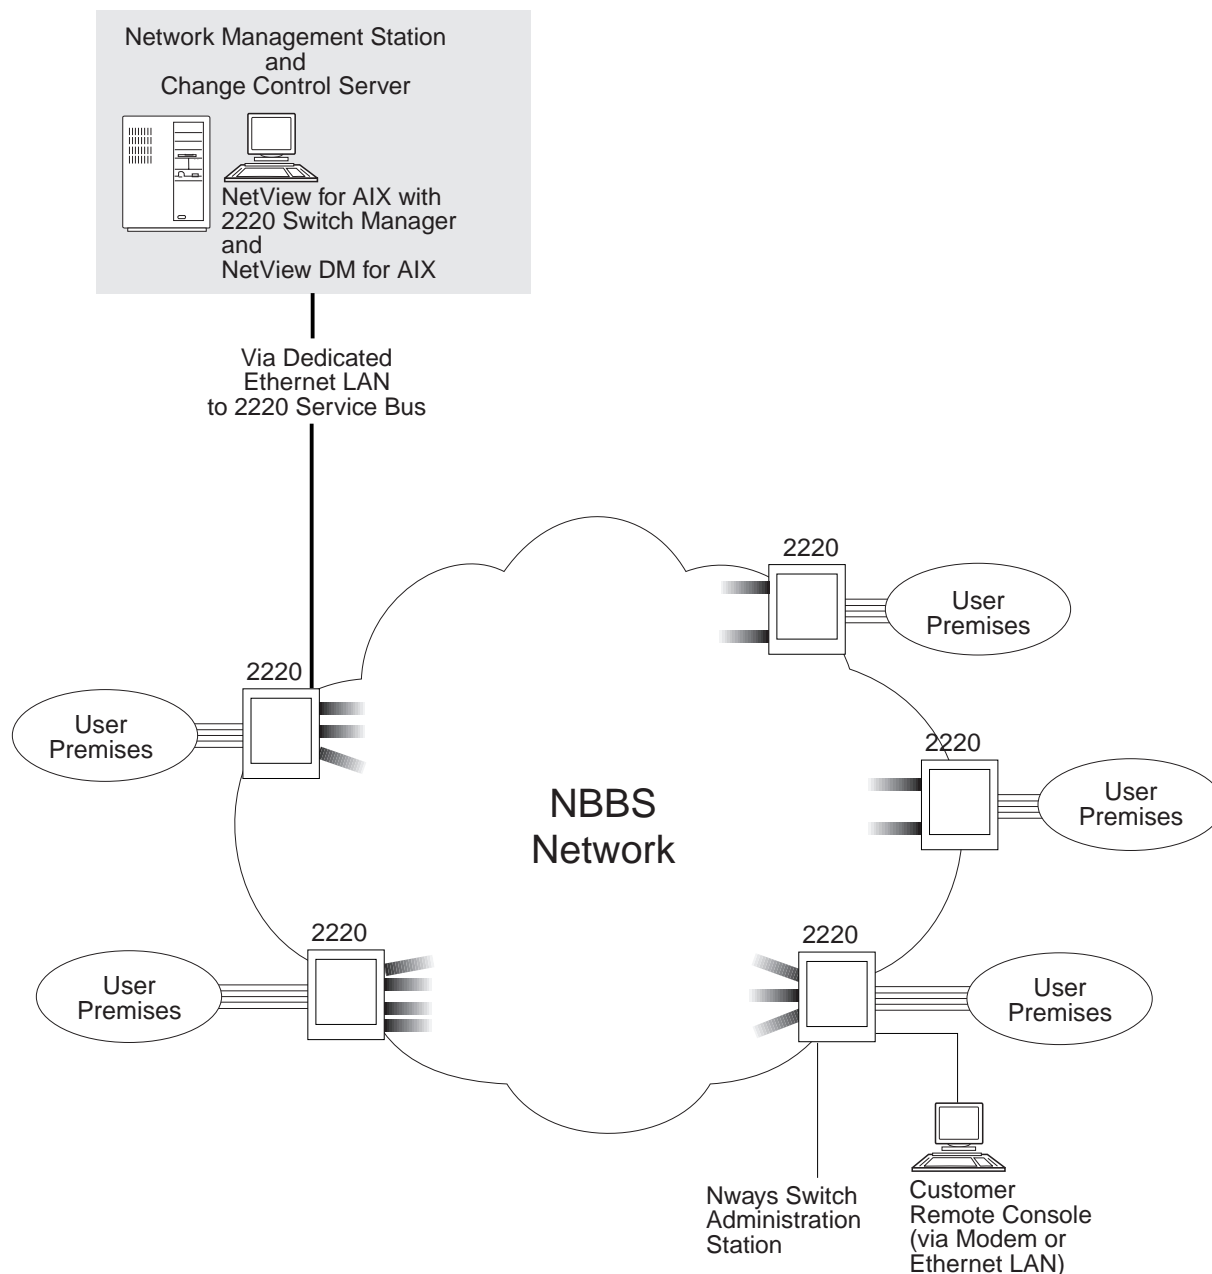 Network Management Station
and
Change Control Server
NetView for AIX with
2220 Switch Manager
and
NetView DM for AIX
Via Dedicated
Ethernet LAN
to 2220 Service Bus
2220
User
Premises
2220
User
Premises
2220
User
Premises
NBBS
Network
2220
User
Premises
2220
User
Premises
Nways Switch
Administration
Station
Customer
Remote Console
(via Modem or
Ethernet LAN)